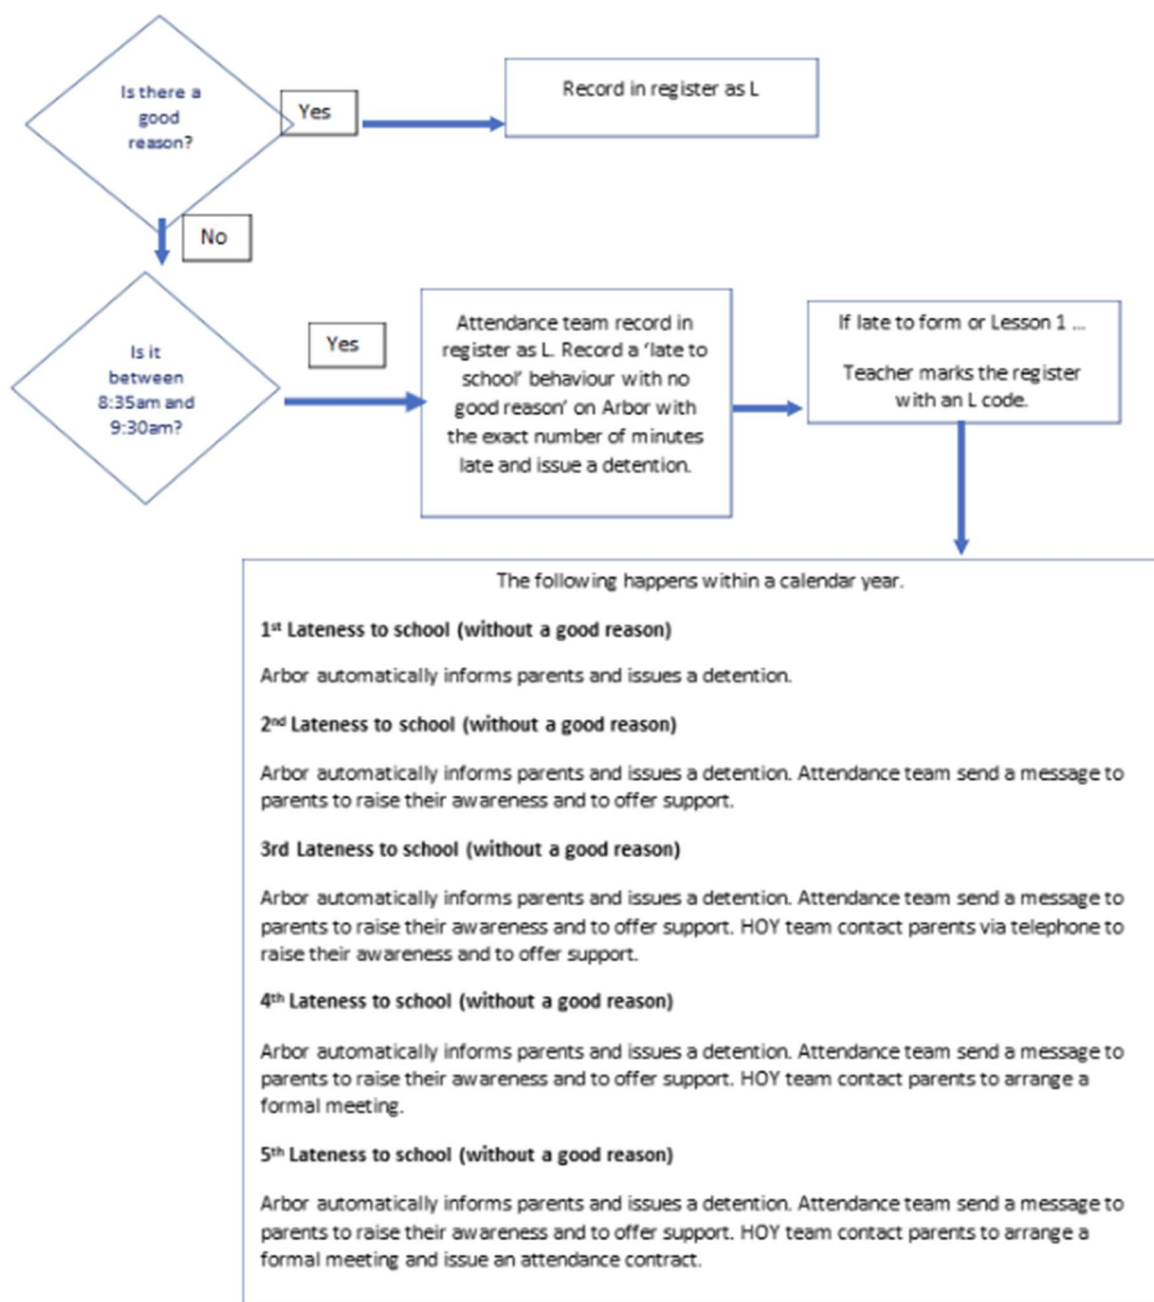 Is there a
good
reason?
Yes
Record in register as L
No
Is it
between
8:35am and
9:30am?
Yes
Attendance team record in
register as L. Record a ‘late to
school’ behaviour with no
good reason’ on Arbor with
the exact number of minutes
late and issue a detention.
If late to form or Lesson 1 ...
Teacher marks the register
with an L code.
The following happens within a calendar year.
1st Lateness to school (without a good reason)
Arbor automatically informs parents and issues a detention.
2nd Lateness to school (without a good reason)
Arbor automatically informs parents and issues a detention. Attendance team send a message to
parents to raise their awareness and to offer support.
3rd Lateness to school (without a good reason)
Arbor automatically informs parents and issues a detention. Attendance team send a message to
parents to raise their awareness and to offer support. HOY team contact parents via telephone to
raise their awareness and to offer support.
4th Lateness to school (without a good reason)
Arbor automatically informs parents and issues a detention. Attendance team send a message to
parents to raise their awareness and to offer support. HOY team contact parents to arrange a
formal meeting.
5th Lateness to school (without a good reason)
Arbor automatically informs parents and issues a detention. Attendance team send a message to
parents to raise their awareness and to offer support. HOY team contact parents to arrange a
formal meeting and issue an attendance contract.